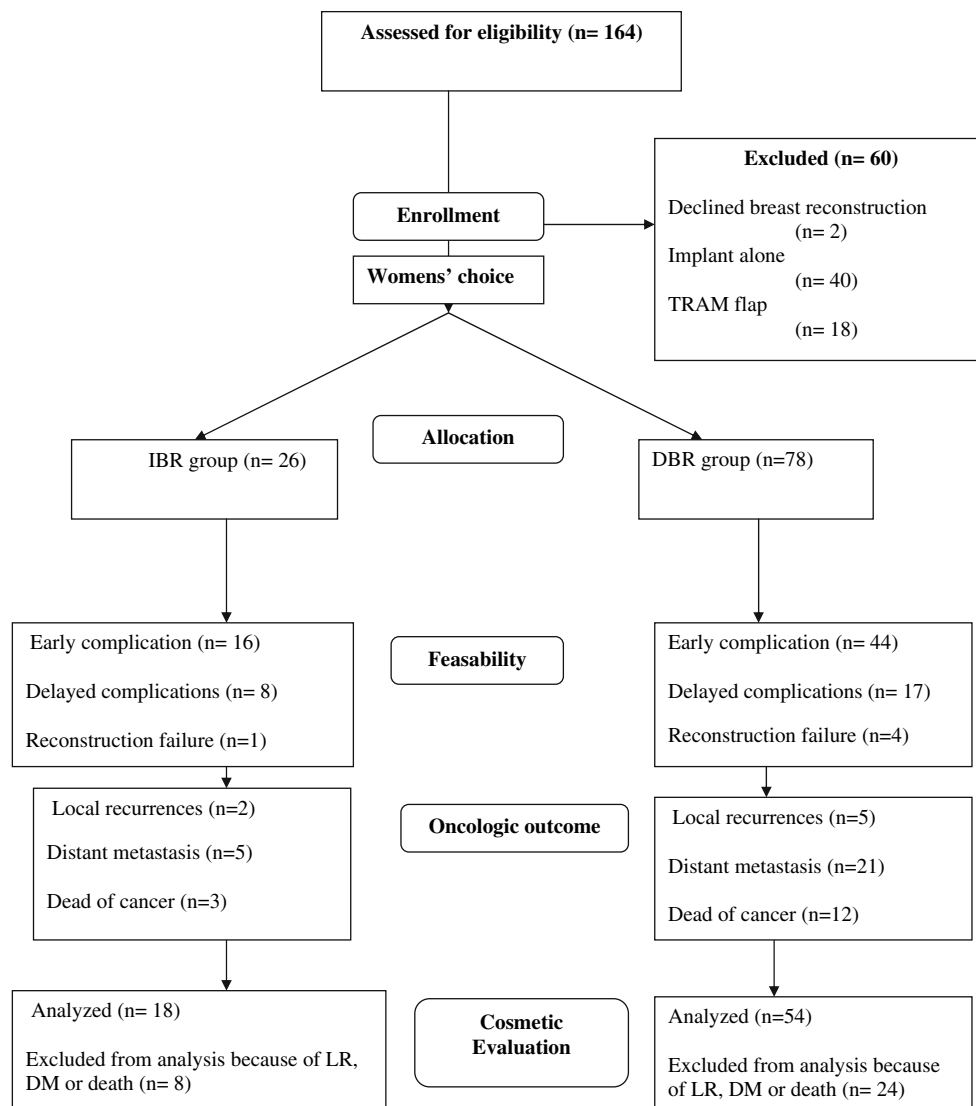 Assessed for eligibility (n= 164)
Excluded (n= 60)
Declined breast reconstruction
(n= 2)
Implant alone
(n= 40)
TRAM flap
(n= 18)
Enrollment
Womens’ choice
Allocation
IBR group (n= 26)
DBR group (n=78)
Early complication (n= 16)
Delayed complications (n= 8)
Reconstruction failure (n=1)
Feasability
Early complication (n= 44)
Delayed complications (n= 17)
Reconstruction failure (n=4)
Local recurrences (n=2)
Distant metastasis (n=5)
Dead of cancer (n=3)
Oncologic outcome
Local recurrences (n=5)
Distant metastasis (n=21)
Dead of cancer (n=12)
Analyzed (n= 18)
Excluded from analysis because of LR,
DM or death (n= 8)
Cosmetic
Evaluation
Analyzed (n=54)
Excluded from analysis because
of LR, DM or death (n= 24)